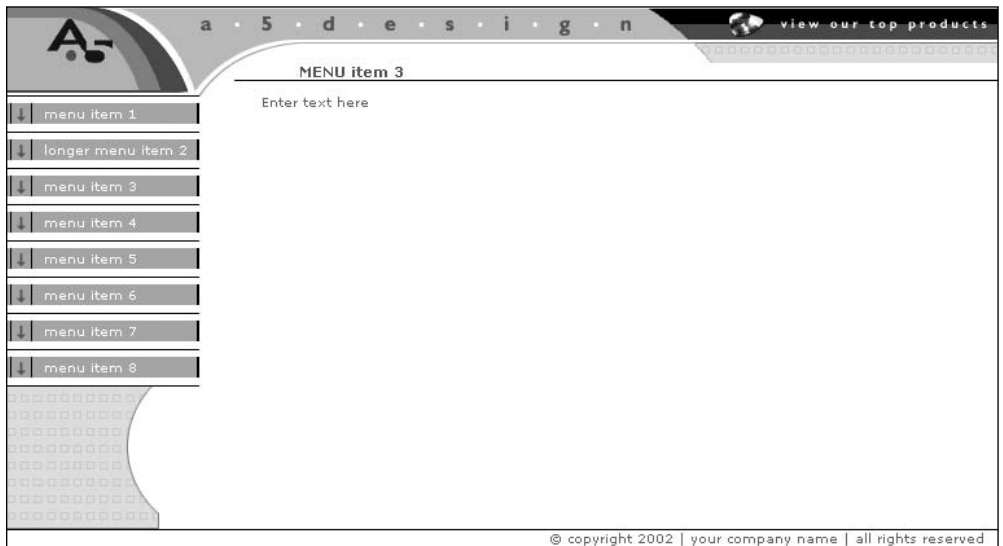 A5
a · 5 · d · e · s · i · g · n
view our top products
MENU item 3
Enter text here
menu item 1
longer menu item 2
menu item 3
menu item 4
menu item 5
menu item 6
menu item 7
menu item 8
© copyright 2002 | your company name | all rights reserved